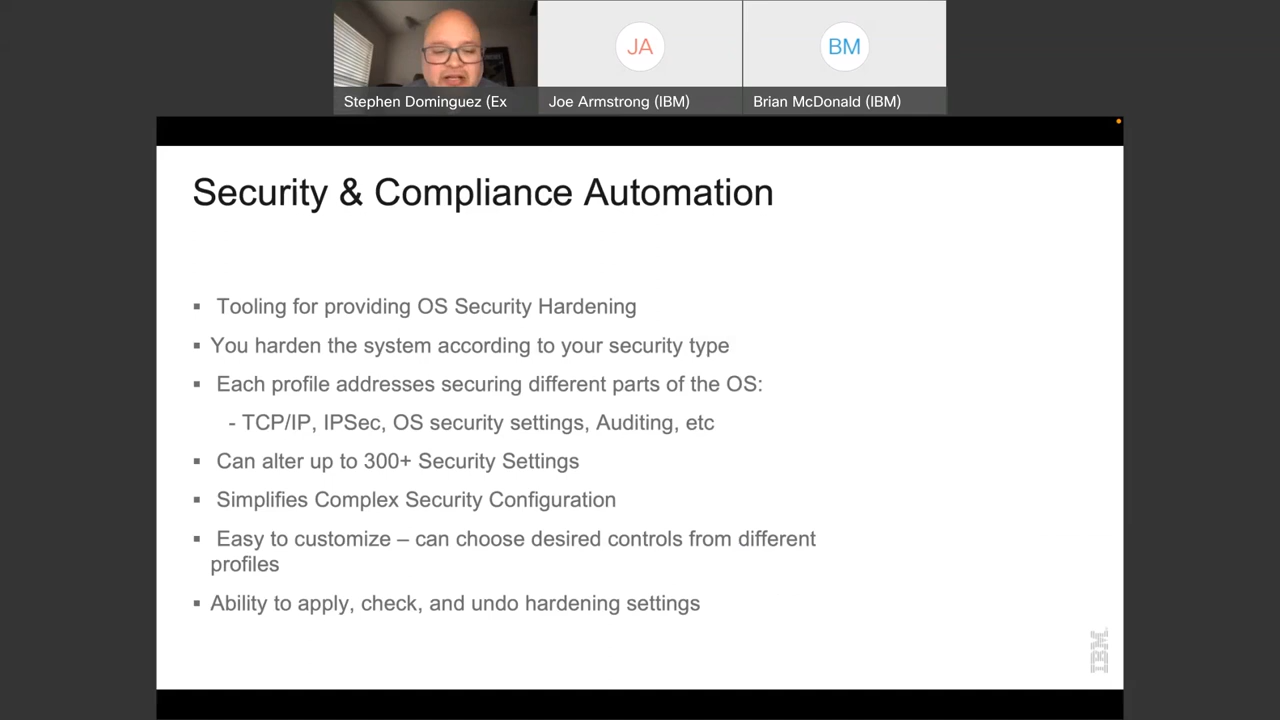 JA
BM
Stephen Dominguez (Ex
Joe Armstrong (IBM)
Brian McDonald (IBM)
Security & Compliance Automation
▪ Tooling for providing OS Security Hardening
▪ You harden the system according to your security type
▪ Each profile addresses securing different parts of the OS:
- TCP/IP, IPSec, OS security settings, Auditing, etc
▪ Can alter up to 300+ Security Settings
▪ Simplifies Complex Security Configuration
▪ Easy to customize – can choose desired controls from different
profiles
▪ Ability to apply, check, and undo hardening settings
IBM